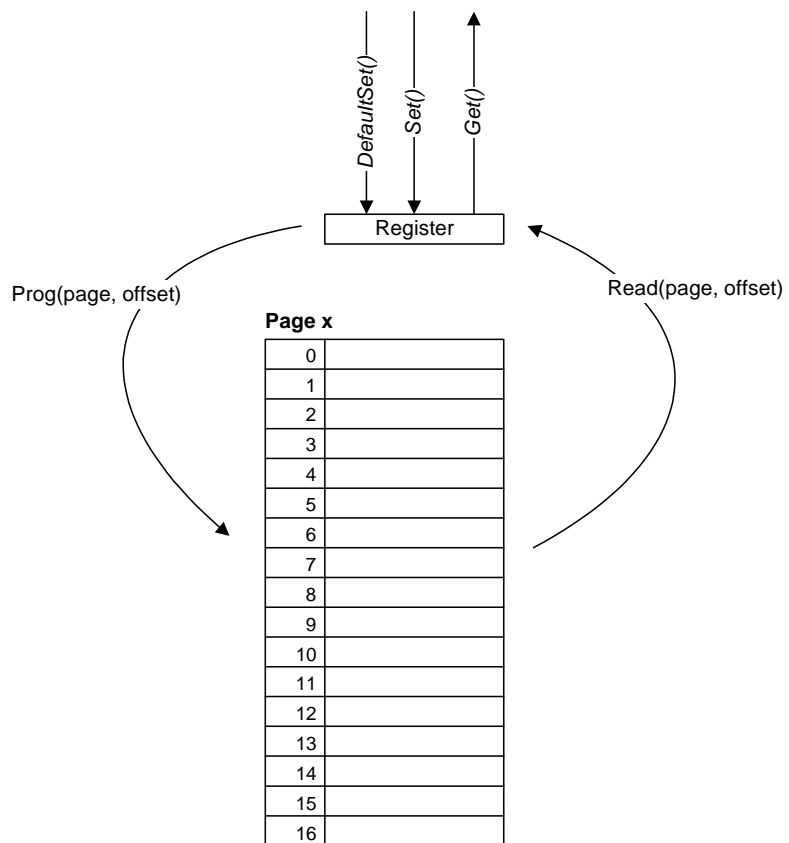 DefaultSet()
Set()
Get()
Register
Prog(page, offset)
Read(page, offset)
Page x
0
1
2
3
4
5
6
7
8
9
10
11
12
13
14
15
16